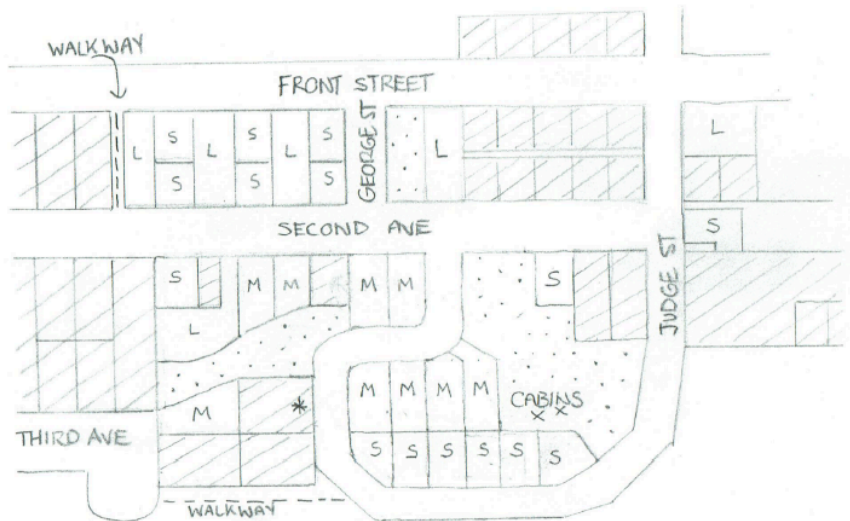 WALKWAY
FRONT STREET
GEORGE ST
L S L S L S L L
S S S
SECOND AVE
S
JUDGE ST
S M M M M S
L
M M M M M
CABINS
THIRD AVE
S S S S S S
WALKWAY